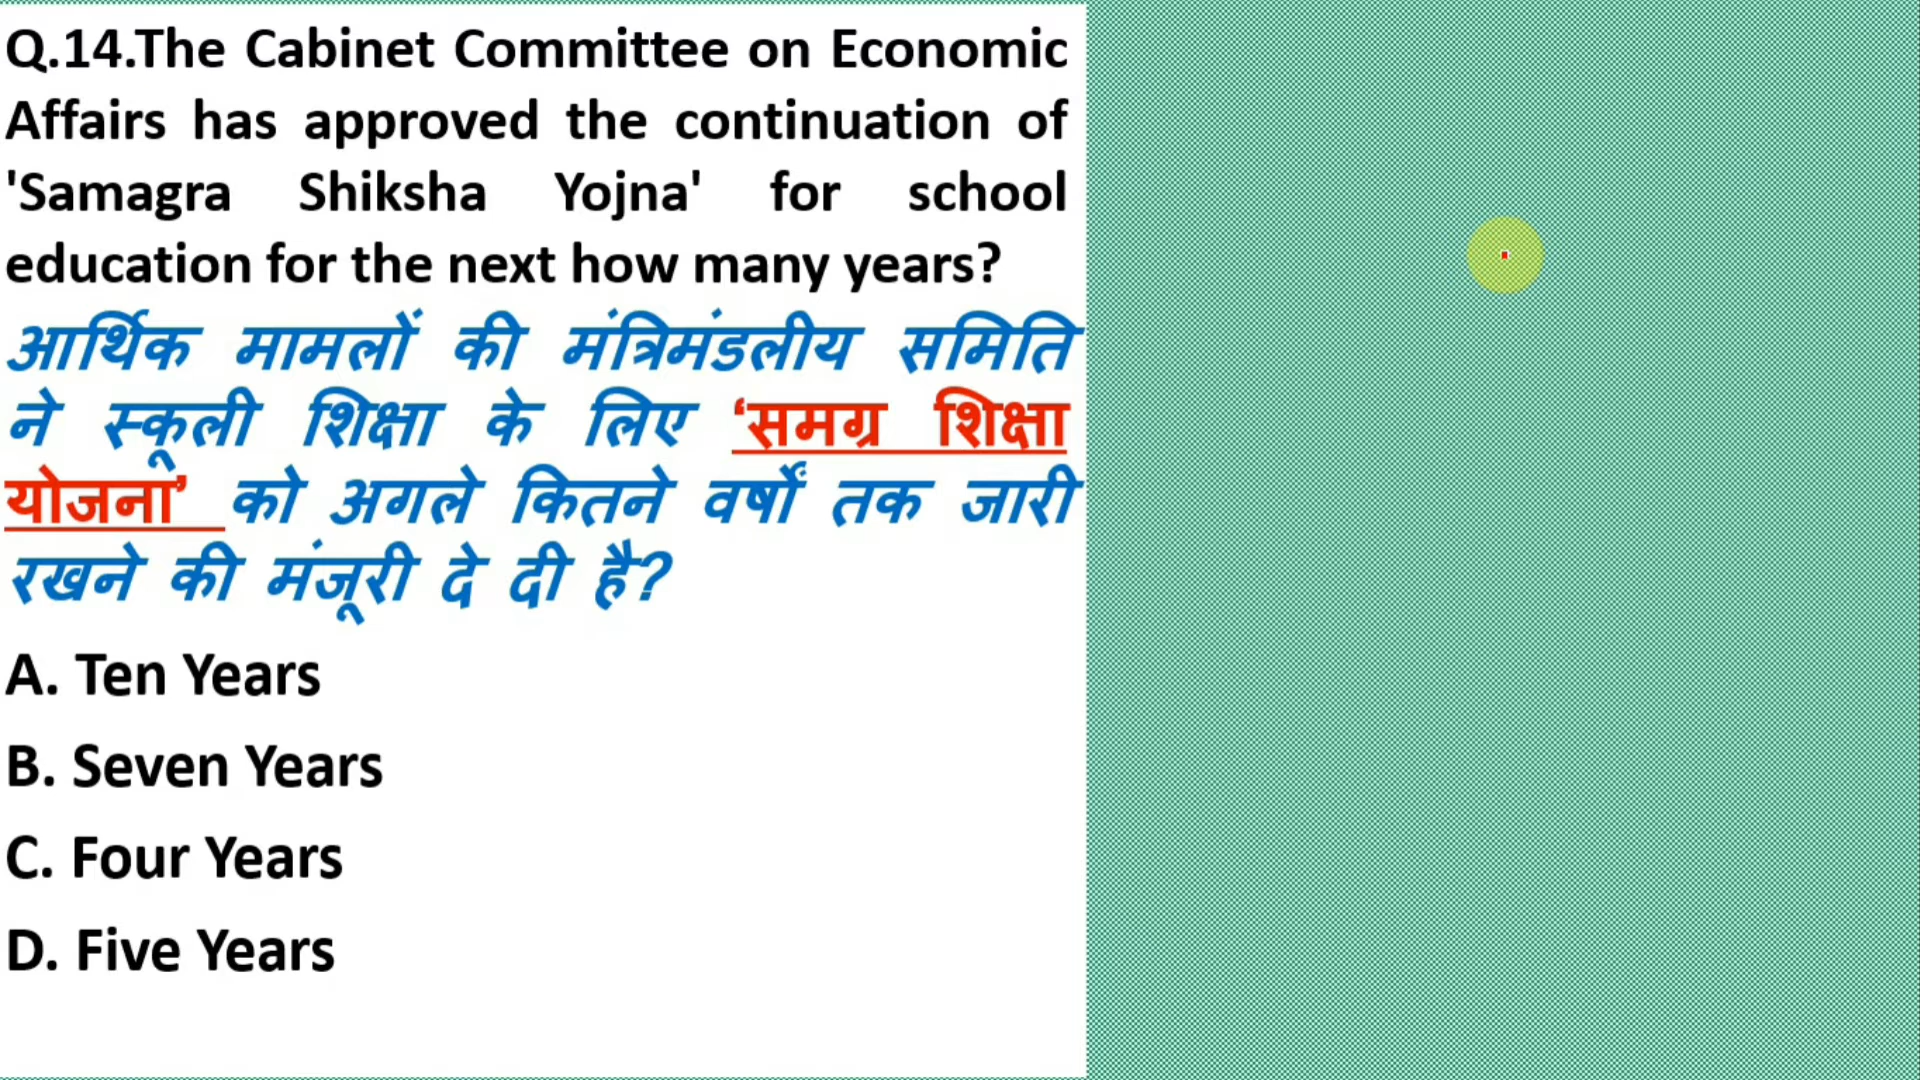 Q.14.The Cabinet Committee on Economic
Affairs has approved the continuation of
'Samagra Shiksha Yojna' for school
education for the next how many years?
आर्थिक मामलों की मंत्रिमंडलीय समिति
ने स्कूली शिक्षा के लिए ‘समग्र शिक्षा
योजना’ को अगले कितने वर्षों तक जारी
रखने की मंजूरी दे दी है?
A. Ten Years
B. Seven Years
C. Four Years
D. Five Years